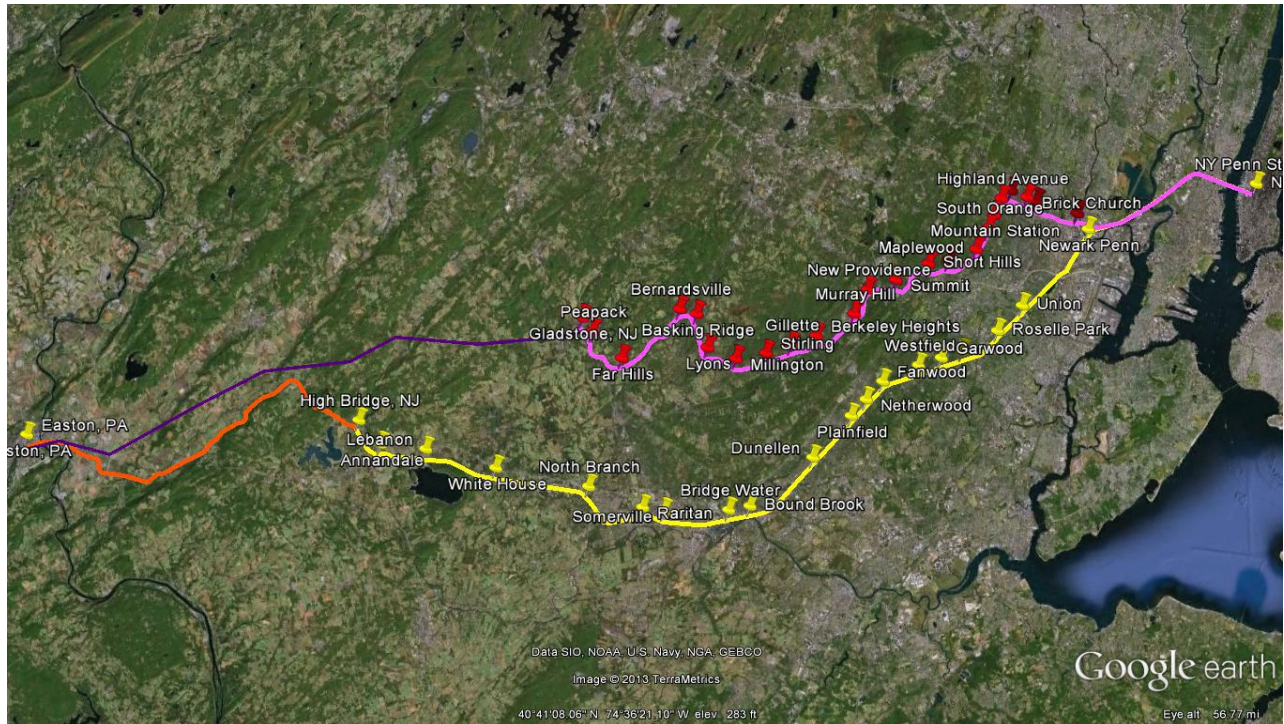 NY Penn St
N
Highland Avenue
Brick Church
South Orange
Mountain Station
Newark Penn
Maplewood
Short Hills
New Providence
Summit
Murray Hill
Bernardsville
Union
Peapack
Gillette
Berkeley Heights
Roselle Park
Gladstone, NJ
Basking Ridge
Stirling
Westfield
Garwood
Lyons
Millington
Far Hills
Fanwood
High Bridge, NJ
Netherwood
Easton, PA
Plainfield
Lebanon
ston, PA
Dunellen
Annandale
North Branch
White House
Bridge Water
Bound Brook
Somerville
Raritan
Data SIO, NOAA, U.S. Navy, NGA, GEBCO
Image © 2013 TerraMetrics
Google earth
40°41'08.06" N 74°36'21.10" W elev 283 ft
Eye alt 56.77 mi